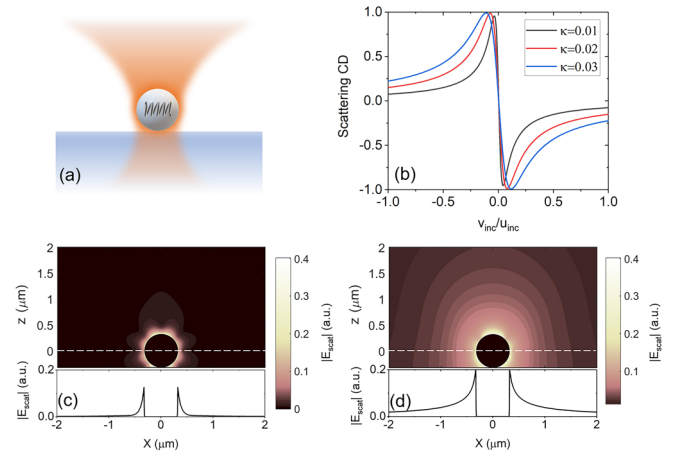 (a)
1.0
0.5
0.0
-0.5
-1.0
Scattering CD
κ=0.01
κ=0.02
κ=0.03
(b)
-1.0 -0.5 0.0 0.5 1.0
v_inc/u_inc
2
1.5
1
0.5
0
z (μm)
0.4
0.3
0.2
0.1
0
|E_scat| (a.u.)
0.2
0.0
|E_scat| (a.u.)
(c)
-2 -1 0 1 2
X (μm)
2
1.5
1
0.5
0
z (μm)
0.4
0.3
0.2
0.1
|E_scat| (a.u.)
0.2
0.0
|E_scat| (a.u.)
(d)
-2 -1 0 1 2
X (μm)